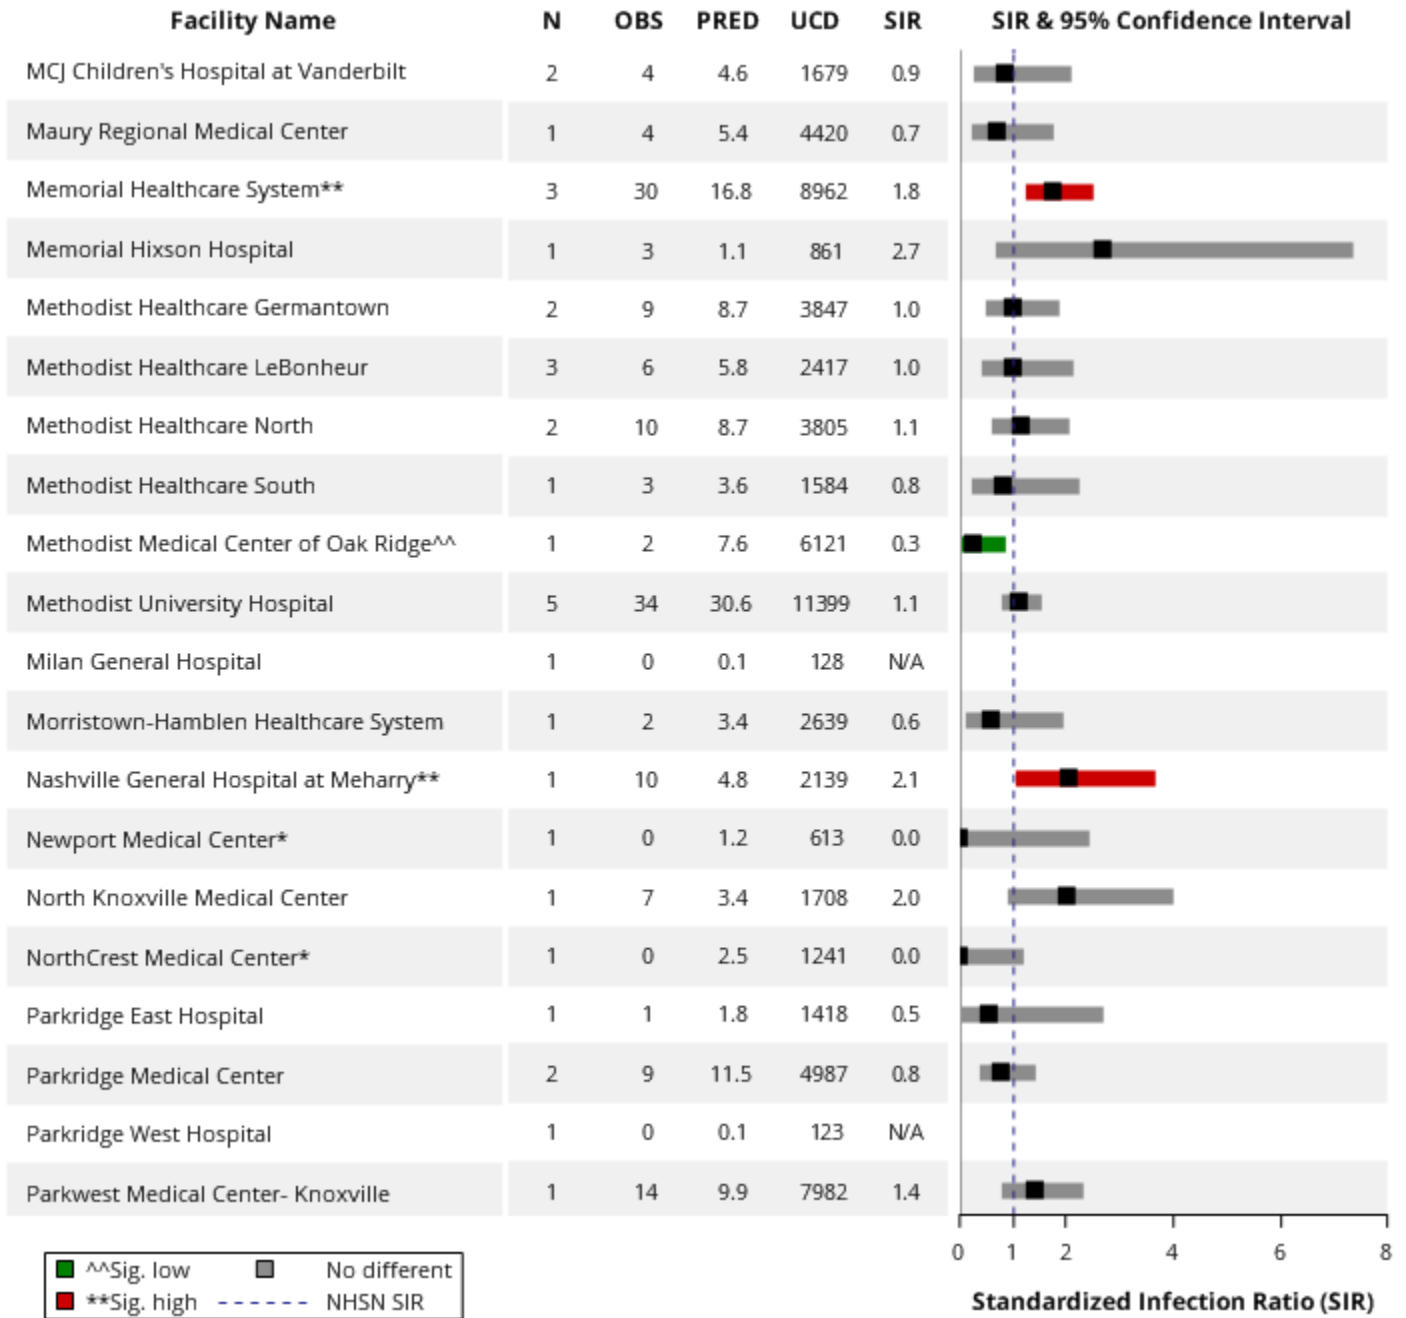 Facility Name N OBS PRED UCD SIR SIR & 95% Confidence Interval
MCJ Children's Hospital at Vanderbilt 2 4 4.6 1679 0.9
Maury Regional Medical Center 1 4 5.4 4420 0.7
Memorial Healthcare System** 3 30 16.8 8962 1.8
Memorial Hixson Hospital 1 3 1.1 861 2.7
Methodist Healthcare Germantown 2 9 8.7 3847 1.0
Methodist Healthcare LeBonheur 3 6 5.8 2417 1.0
Methodist Healthcare North 2 10 8.7 3805 1.1
Methodist Healthcare South 1 3 3.6 1584 0.8
Methodist Medical Center of Oak Ridge^^ 1 2 7.6 6121 0.3
Methodist University Hospital 5 34 30.6 11399 1.1
Milan General Hospital 1 0 0.1 128 N/A
Morristown-Hamblen Healthcare System 1 2 3.4 2639 0.6
Nashville General Hospital at Meharry** 1 10 4.8 2139 2.1
Newport Medical Center* 1 0 1.2 613 0.0
North Knoxville Medical Center 1 7 3.4 1708 2.0
NorthCrest Medical Center* 1 0 2.5 1241 0.0
Parkridge East Hospital 1 1 1.8 1418 0.5
Parkridge Medical Center 2 9 11.5 4987 0.8
Parkridge West Hospital 1 0 0.1 123 N/A
Parkwest Medical Center- Knoxville 1 14 9.9 7982 1.4
0 1 2 4 6 8
^^Sig. low No different
**Sig. high NHSN SIR
Standardized Infection Ratio (SIR)